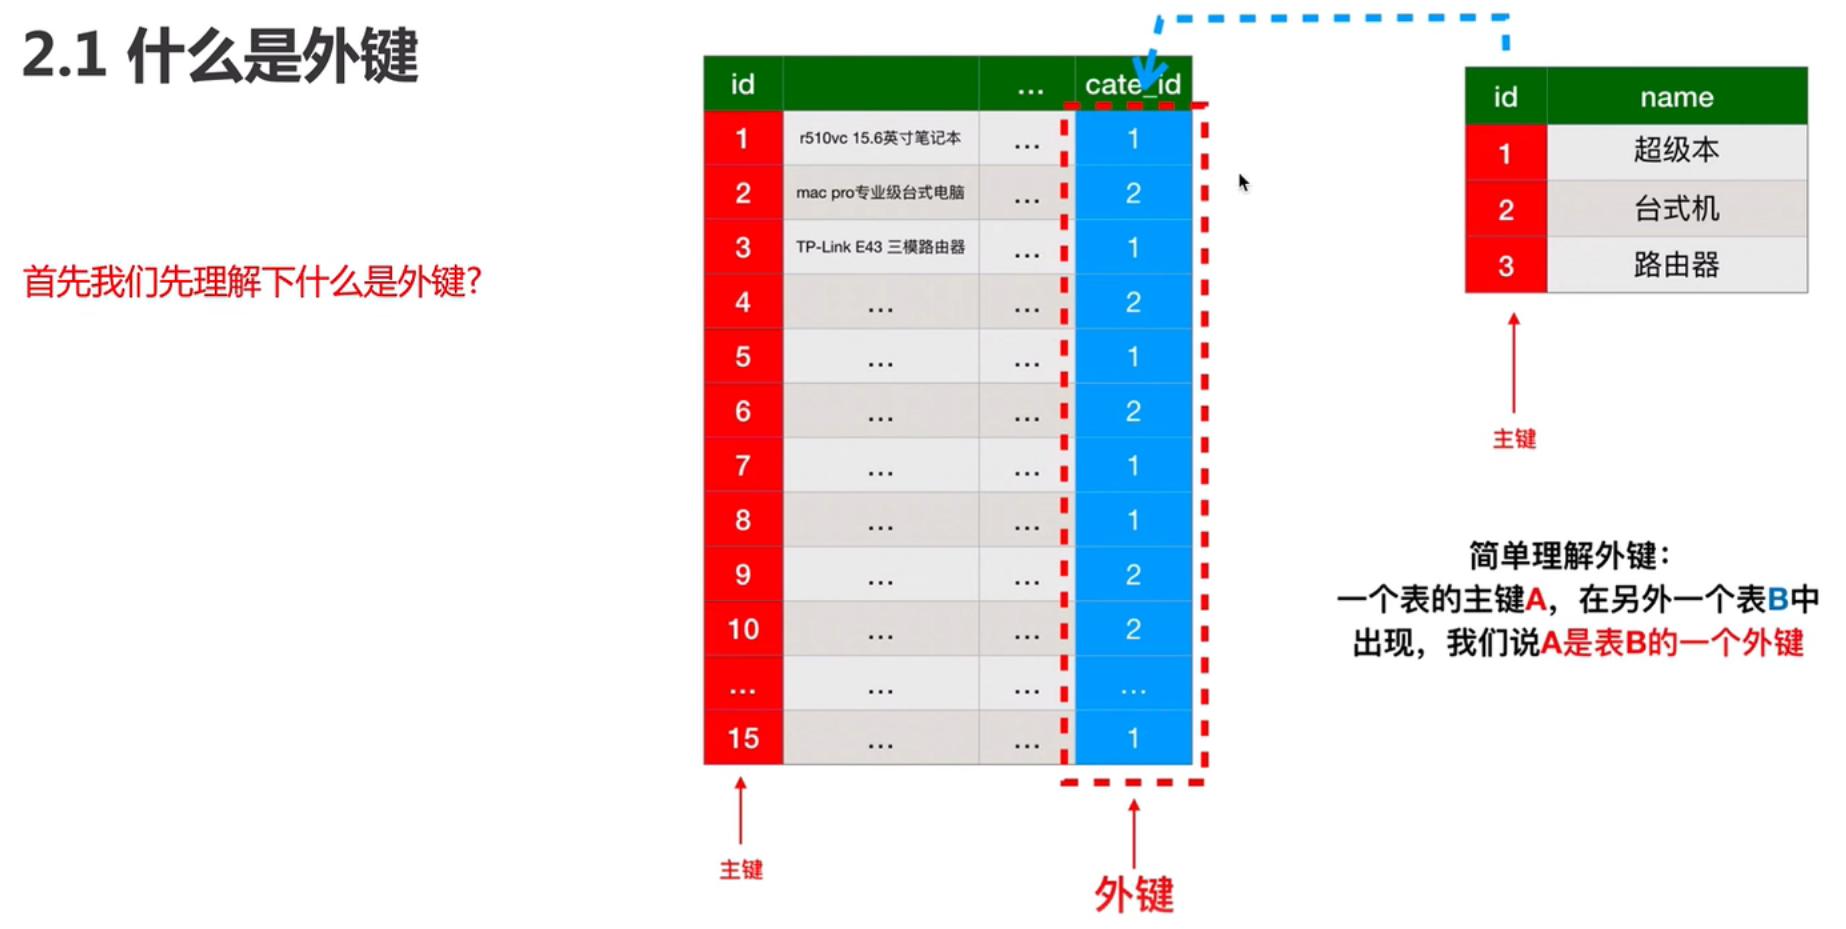 2.1 什么是外键
首先我们先理解下什么是外键?
id ... cate_id
1 r510vc 15.6英寸笔记本 ... 1
2 mac pro专业级台式电脑 ... 2
3 TP-Link E43 三模路由器 ... 1
4 ... ... 2
5 ... ... 1
6 ... ... 2
7 ... ... 1
8 ... ... 1
9 ... ... 2
10 ... ... 2
... ... ... ...
15 ... ... 1
主键
外键
id name
1 超级本
2 台式机
3 路由器
主键
简单理解外键：
一个表的主键A，在另外一个表B中
出现，我们说A是表B的一个外键